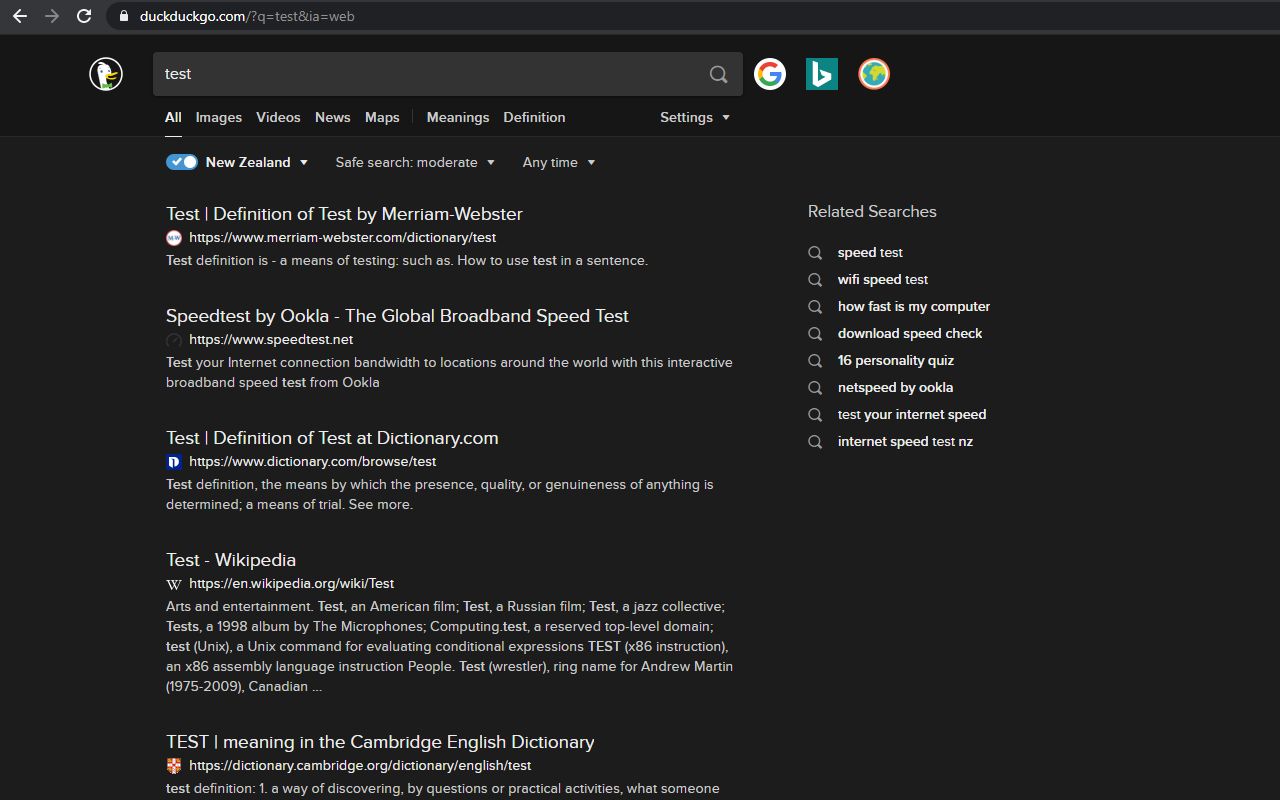 duckduckgo.com/?q=test&ia=web
test
All Images Videos News Maps Meanings Definition Settings
New Zealand Safe search: moderate Any time
Test | Definition of Test by Merriam-Webster
M-W https://www.merriam-webster.com/dictionary/test
Test definition is - a means of testing: such as. How to use test in a sentence.
Speedtest by Ookla - The Global Broadband Speed Test
https://www.speedtest.net
Test your Internet connection bandwidth to locations around the world with this interactive
broadband speed test from Ookla
Test | Definition of Test at Dictionary.com
https://www.dictionary.com/browse/test
Test definition, the means by which the presence, quality, or genuineness of anything is
determined; a means of trial. See more.
Test - Wikipedia
W https://en.wikipedia.org/wiki/Test
Arts and entertainment. Test, an American film; Test, a Russian film; Test, a jazz collective;
Tests, a 1998 album by The Microphones; Computing.test, a reserved top-level domain;
test (Unix), a Unix command for evaluating conditional expressions TEST (x86 instruction),
an x86 assembly language instruction People. Test (wrestler), ring name for Andrew Martin
(1975-2009), Canadian ...
TEST | meaning in the Cambridge English Dictionary
https://dictionary.cambridge.org/dictionary/english/test
test definition: 1. a way of discovering, by questions or practical activities, what someone
Related Searches
speed test
wifi speed test
how fast is my computer
download speed check
16 personality quiz
netspeed by ookla
test your internet speed
internet speed test nz